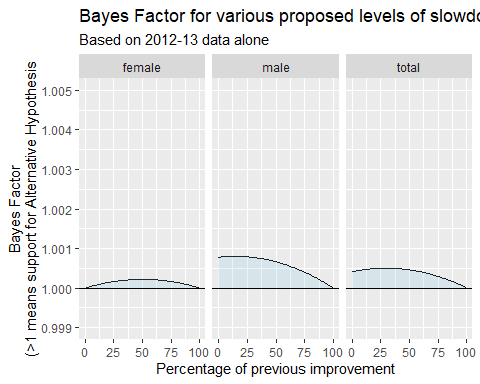 Bayes Factor for various proposed levels of slowdo
Based on 2012-13 data alone
female male total
1.005
1.004
1.003
1.002
1.001
1.000
0.999
0 25 50 75 100 0 25 50 75 100 0 25 50 75 100
Percentage of previous improvement
Bayes Factor
(>1 means support for Alternative Hypothesis